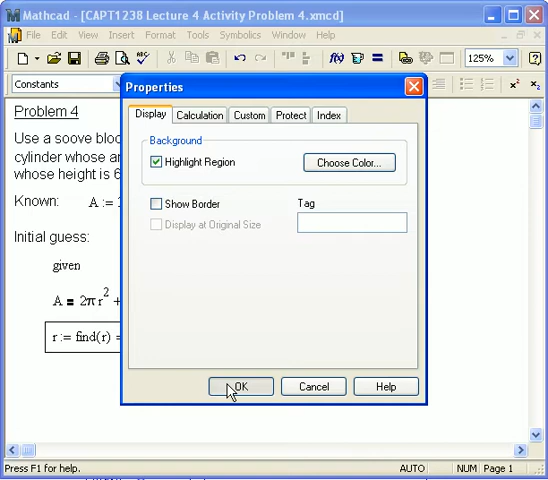 Mathcad - [CAPT1238 Lecture 4 Activity Problem 4.xmcd]
File Edit View Insert Format Tools Symbolics Window Help
125%
Constants
Problem 4
Use a soove bloc
cylinder whose ar
whose height is 6
Known: A := 
Initial guess:
given
A = 2π r² +
r := find(r) =
Properties
Display Calculation Custom Protect Index
Background
Highlight Region Choose Color...
Show Border Tag
Display at Original Size
OK Cancel Help
Press F1 for help. AUTO NUM Page 1